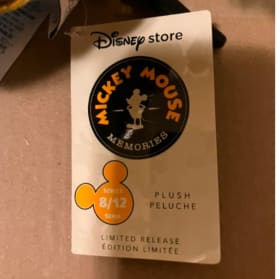 Disney store
MICKEY MOUSE
MEMORIES
SERIES
8/12
SÉRIE
PLUSH
PELUCHE
LIMITED RELEASE
ÉDITION LIMITÉE